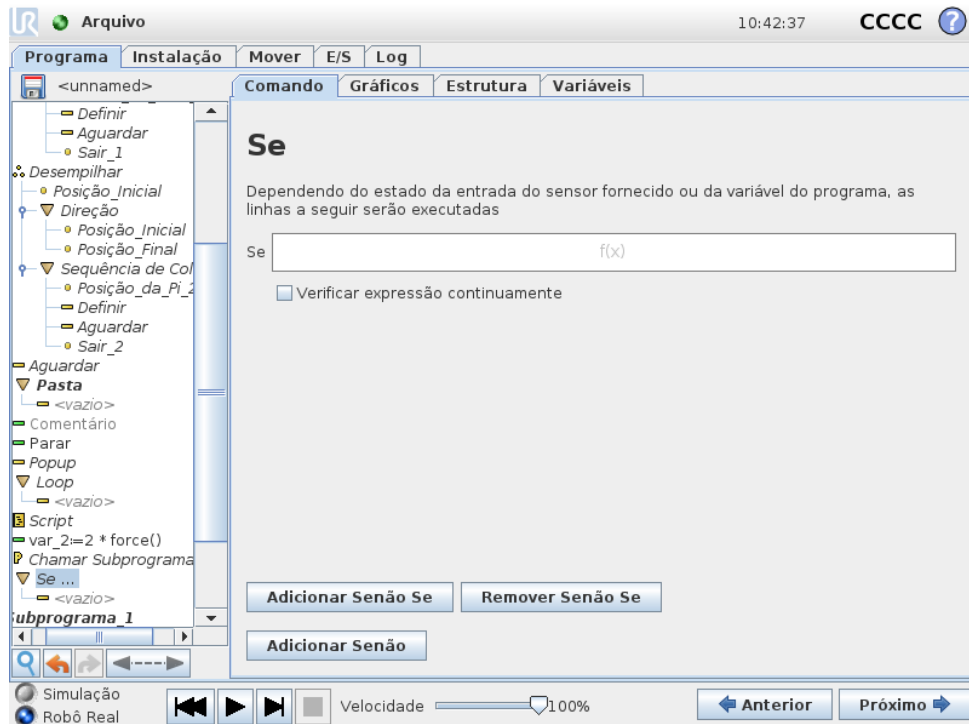 Arquivo
10:42:37
CCCC
?
Programa
Instalação
Mover
E/S
Log
<unnamed>
Comando
Gráficos
Estrutura
Variáveis
Definir
Aguardar
Sair_1
Desempilhar
Posição_Inicial
Direção
Posição_Inicial
Posição_Final
Sequência de Col
Posição_da_Pi_2
Definir
Aguardar
Sair_2
Aguardar
Pasta
<vazio>
Comentário
Parar
Popup
Loop
<vazio>
Script
var_2:=2 * force()
Chamar Subprograma
Se ...
<vazio>
ubprograma_1
Se
Dependendo do estado da entrada do sensor fornecido ou da variável do programa, as
linhas a seguir serão executadas
Se
f(x)
Verificar expressão continuamente
Adicionar Senão Se
Remover Senão Se
Adicionar Senão
Simulação
Robô Real
Velocidade
100%
Anterior
Próximo